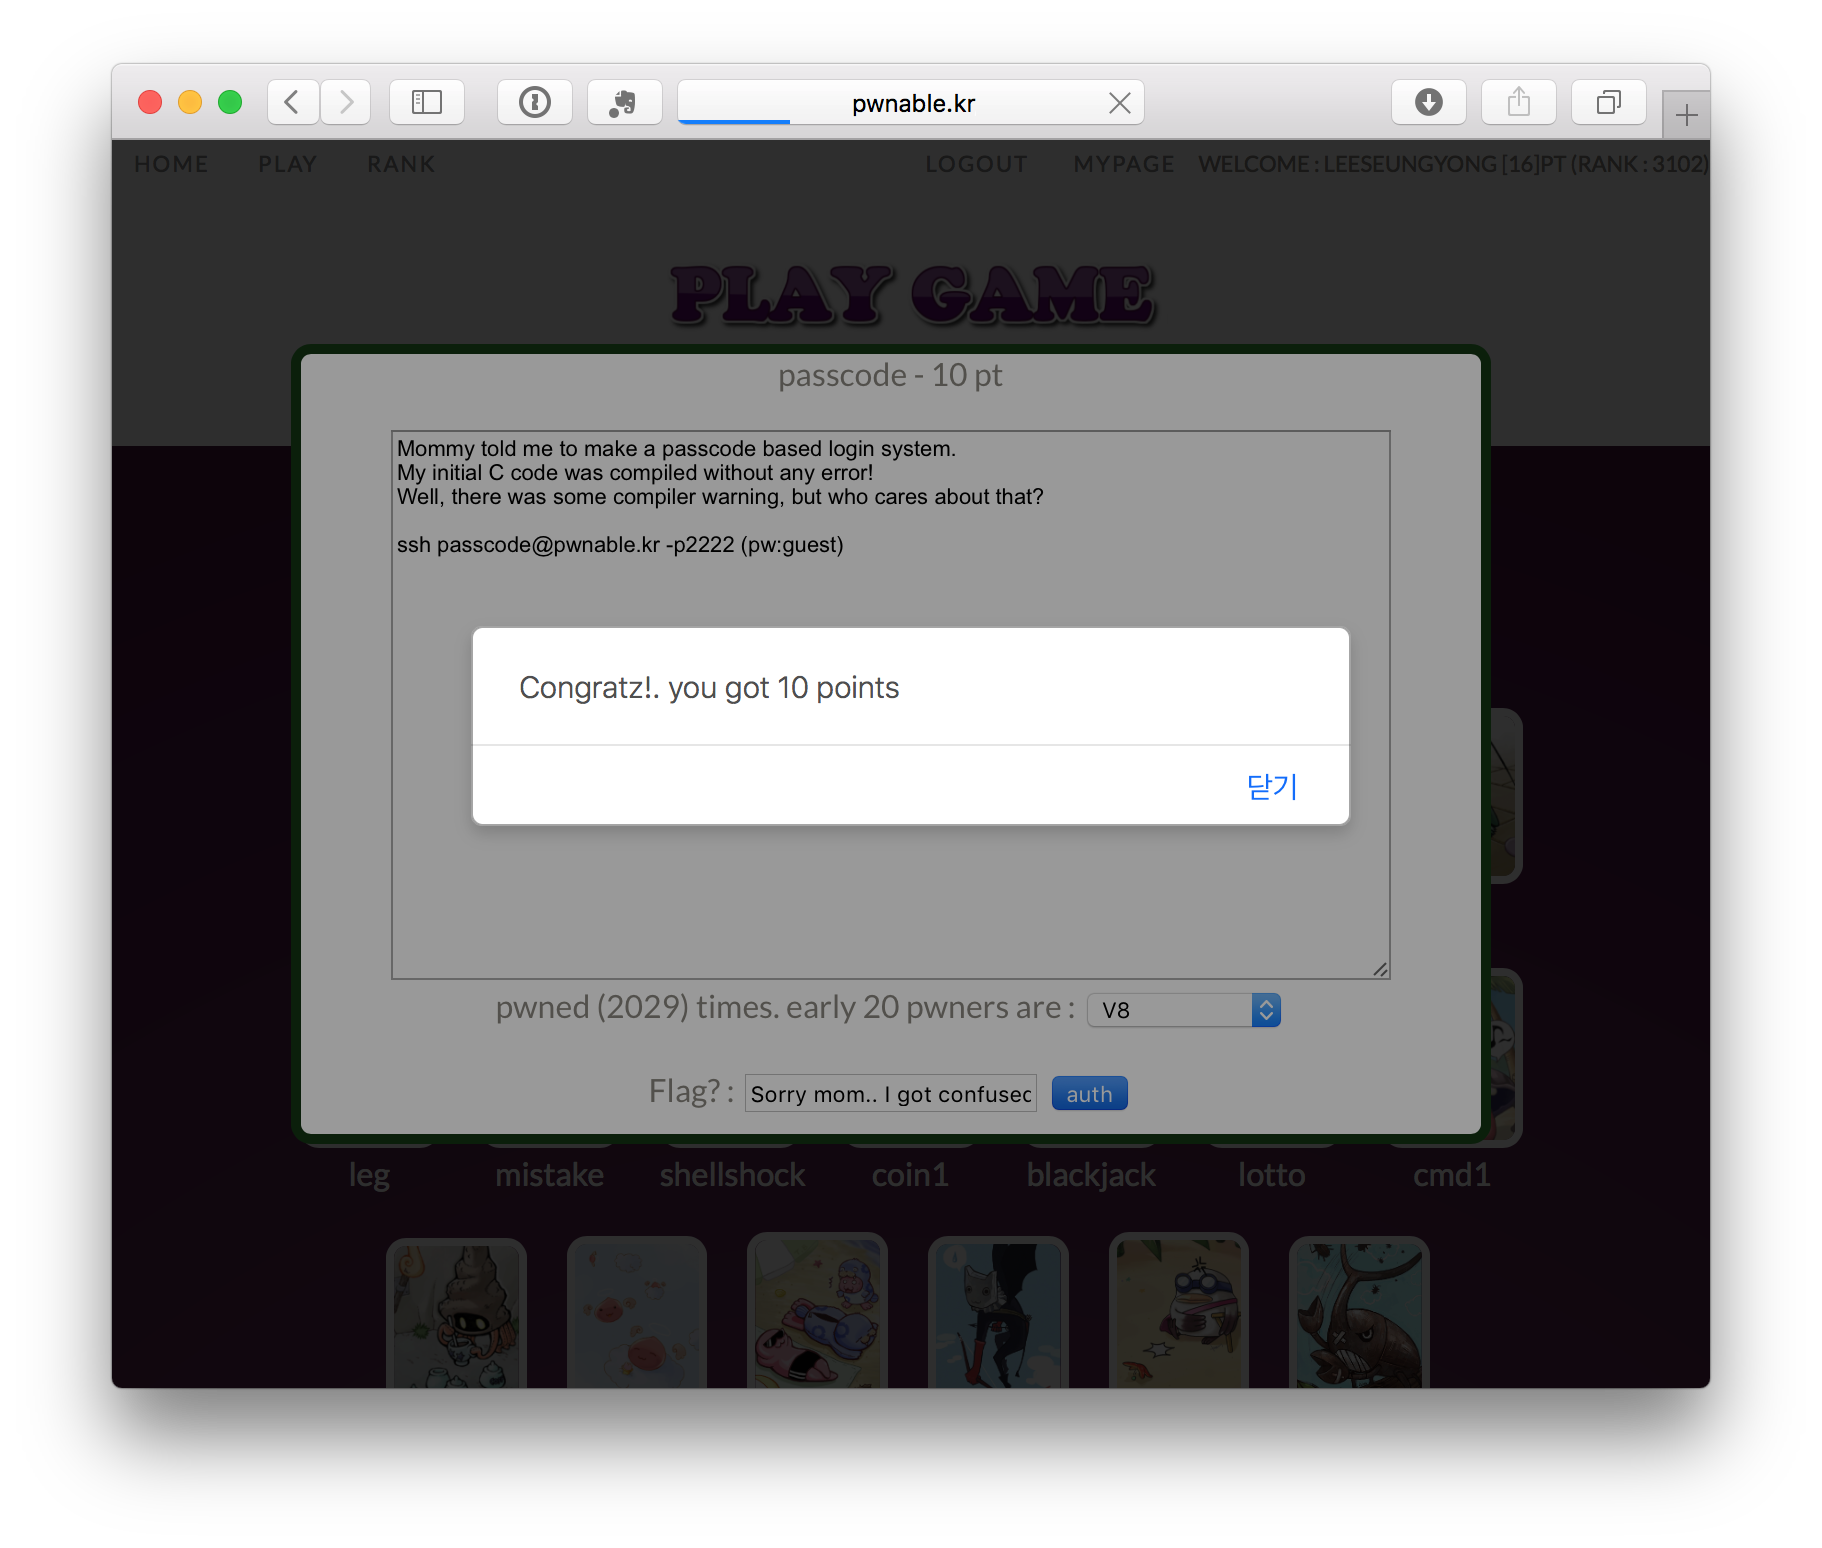 pwnable.kr
HOME PLAY RANK LOGOUT MYPAGE WELCOME : LEESEUNGYONG [16]PT (RANK : 3102)
PLAY GAME
passcode - 10 pt
Mommy told me to make a passcode based login system.
My initial C code was compiled without any error!
Well, there was some compiler warning, but who cares about that?
ssh passcode@pwnable.kr -p2222 (pw:guest)
Congratz!. you got 10 points
닫기
pwned (2029) times. early 20 pwners are : V8
Flag? : Sorry mom.. I got confused auth
leg mistake shellshock coin1 blackjack lotto cmd1